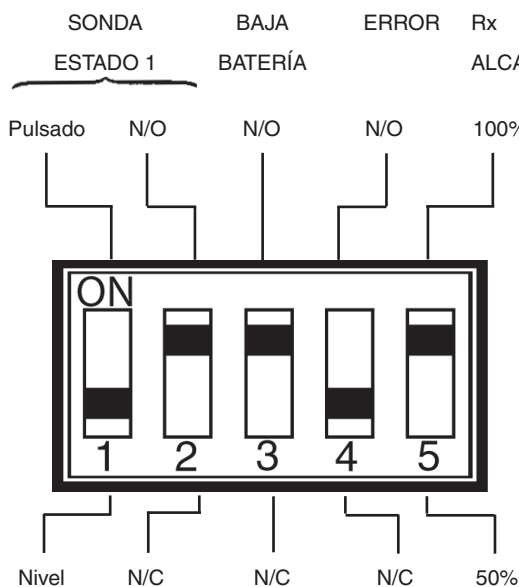 SONDA BAJA ERROR Rx
ESTADO 1 BATERÍA
Pulsado N/O N/O N/O 100%
ON
1 2 3 4 5
Nivel N/C N/C N/C 50%